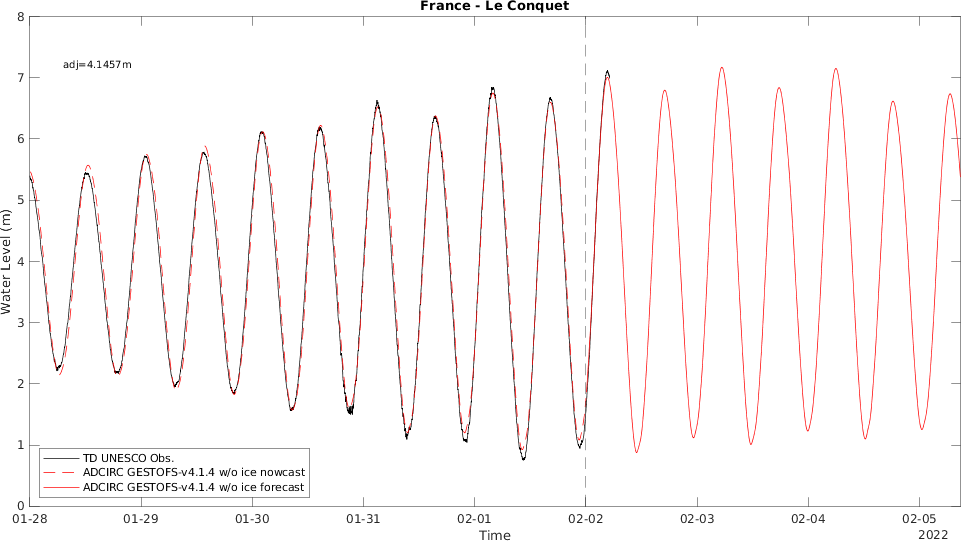 France - Le Conquet
8
adj=4.1457m
7
6
5
4
3
2
1
0
Water Level (m)
TD UNESCO Obs.
ADCIRC GESTOFS-v4.1.4 w/o ice nowcast
ADCIRC GESTOFS-v4.1.4 w/o ice forecast
01-28 01-29 01-30 01-31 02-01 02-02 02-03 02-04 02-05
Time
2022